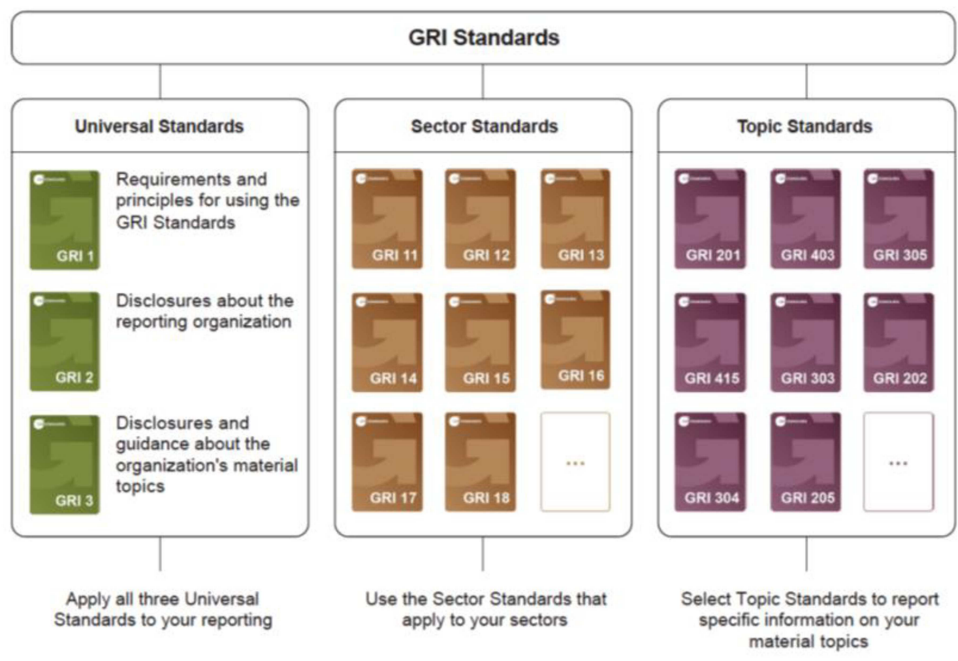 GRI Standards
Universal Standards
Requirements and
principles for using the
GRI Standards
GRI 1
Disclosures about the
reporting organization
GRI 2
Disclosures and
guidance about the
organization's material
topics
GRI 3
Apply all three Universal
Standards to your reporting
Sector Standards
GRI 11
GRI 12
GRI 13
GRI 14
GRI 15
GRI 16
GRI 17
GRI 18
...
Use the Sector Standards that
apply to your sectors
Topic Standards
GRI 201
GRI 403
GRI 305
GRI 415
GRI 303
GRI 202
GRI 304
GRI 205
...
Select Topic Standards to report
specific information on your
material topics